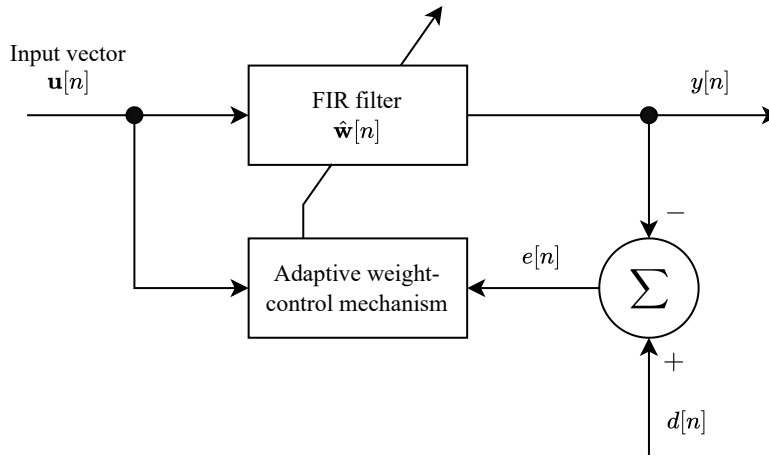 Input vector
𝐮[n]
FIR filter
𝐰̂[n]
y[n]
−
Adaptive weight-
control mechanism
e[n]
∑
+
d[n]